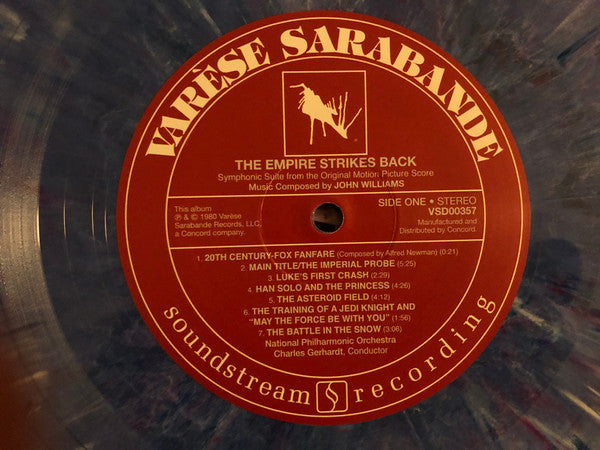 VARÈSE SARABANDE
THE EMPIRE STRIKES BACK
Symphonic Suite from the Original Motion Picture Score
Music Composed by JOHN WILLIAMS
This album
℗ & © 1980 Varèse
Sarabande Records, LLC,
a Concord company.
SIDE ONE • STEREO
VSD00357
Manufactured and
Distributed by Concord.
1. 20TH CENTURY-FOX FANFARE (Composed by Alfred Newman) (0:21)
2. MAIN TITLE/THE IMPERIAL PROBE (5:25)
3. LUKE'S FIRST CRASH (2:29)
4. HAN SOLO AND THE PRINCESS (4:26)
5. THE ASTEROID FIELD (4:12)
6. THE TRAINING OF A JEDI KNIGHT AND
"MAY THE FORCE BE WITH YOU" (1:56)
7. THE BATTLE IN THE SNOW (3:06)
National Philharmonic Orchestra
Charles Gerhardt, Conductor
soundstream S recording